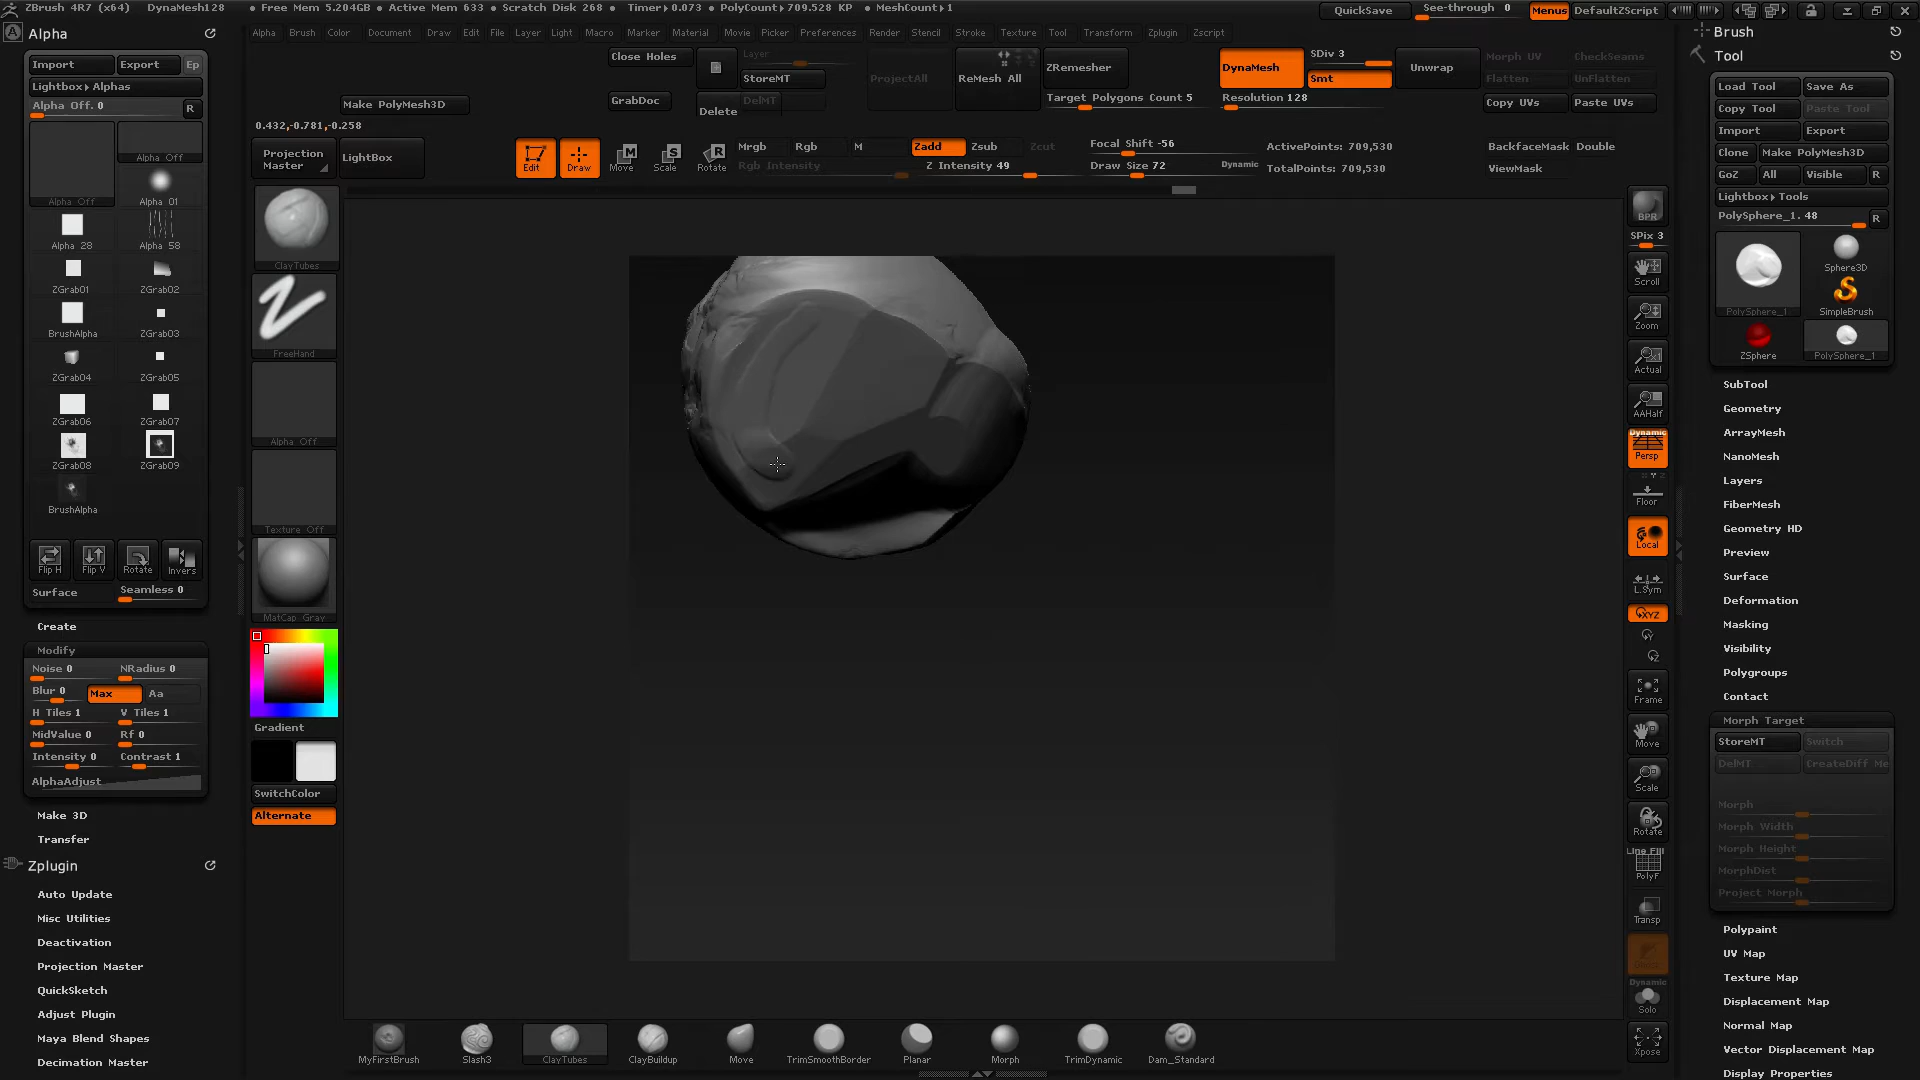 ZBrush 4R7 (x64) DynaMesh128 • Free Mem 5.204GB • Active Mem 633 • Scratch Disk 268 • Timer▸0.073 • PolyCount▸709.528 KP • MeshCount▸1 QuickSave See-through 0 Menus DefaultZScript
Alpha
Alpha Brush Color Document Draw Edit File Layer Light Macro Marker Material Movie Picker Preferences Render Stencil Stroke Texture Tool Transform Zplugin Zscript
Brush
Tool
Import Export Ep
Lightbox▸Alphas
Alpha Off. 0 R
Alpha Off
Alpha Off
Alpha 01
Alpha 28
Alpha 58
ZGrab01
ZGrab02
BrushAlpha
ZGrab03
ZGrab04
ZGrab05
ZGrab06
ZGrab07
ZGrab08
ZGrab09
BrushAlpha
Flip H Flip V Rotate Invers
Surface Seamless 0
Create
Modify
Noise 0 NRadius 0
Blur 0 Max Aa
H Tiles 1 V Tiles 1
MidValue 0 Rf 0
Intensity 0 Contrast 1
AlphaAdjust
Make 3D
Transfer
Zplugin
Auto Update
Misc Utilities
Deactivation
Projection Master
QuickSketch
Adjust Plugin
Maya Blend Shapes
Decimation Master
Make PolyMesh3D
Close Holes
GrabDoc
Delete
Layer
StoreMT
DelMT
ProjectAll
ReMesh All
ZRemesher
Target Polygons Count 5
DynaMesh
SDiv 3
Smt
Resolution 128
Unwrap
Morph UV CheckSeams
Flatten UnFlatten
Copy UVs Paste UVs
0.432,-0.781,-0.258
Projection Master
LightBox
Edit Draw Move Scale Rotate
Mrgb Rgb M
Rgb Intensity
Zadd Zsub Zcut
Z Intensity 49
Focal Shift -56
Draw Size 72 Dynamic
ActivePoints: 709,530
TotalPoints: 709,530
BackfaceMask Double
ViewMask
ClayTubes
FreeHand
Alpha Off
Texture Off
MatCap Gray
Gradient
SwitchColor
Alternate
MyFirstBrush Slash3 ClayTubes ClayBuildup Move TrimSmoothBorder Planar Morph TrimDynamic Dam_Standard
BPR
SPix 3
Scroll
Zoom
Actual
AAHalf
Dynamic
Persp
Floor
Local
L.Sym
XYZ
Frame
Move
Scale
Rotate
Line Fill
PolyF
Transp
Dynamic
Solo
Xpose
Load Tool Save As
Copy Tool Paste Tool
Import Export
Clone Make PolyMesh3D
GoZ All Visible R
Lightbox▸Tools
PolySphere_1. 48 R
PolySphere_1
Sphere3D
SimpleBrush
ZSphere
PolySphere_1
SubTool
Geometry
ArrayMesh
NanoMesh
Layers
FiberMesh
Geometry HD
Preview
Surface
Deformation
Masking
Visibility
Polygroups
Contact
Morph Target
StoreMT Switch
DelMT CreateDiff Me
Morph
Morph Width
Morph Height
MorphDist
Project Morph
Polypaint
UV Map
Texture Map
Displacement Map
Normal Map
Vector Displacement Map
Display Properties